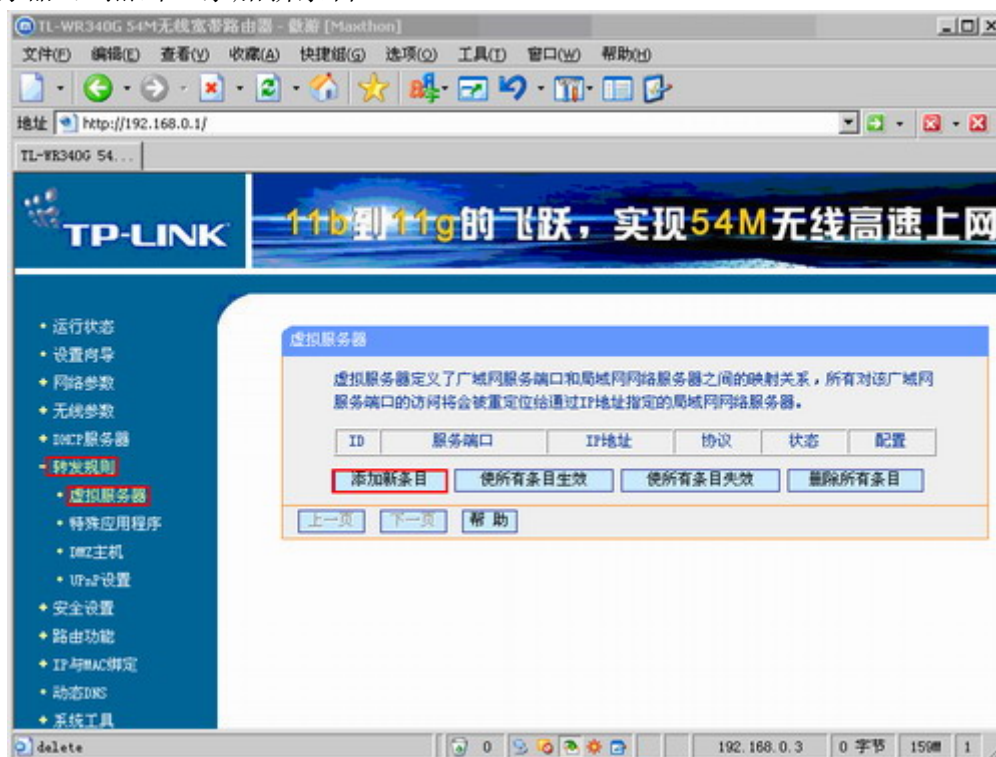 TL-WR340G 54M无线宽带路由器 - 傲游 [Maxthon]
文件(F) 编辑(E) 查看(V) 收藏(A) 快捷组(G) 选项(O) 工具(T) 窗口(W) 帮助(H)
地址 http://192.168.0.1/
TL-WR340G 54...
TP-LINK
11b到11g的飞跃，实现54M无线高速上网
运行状态
设置向导
网络参数
无线参数
DHCP服务器
转发规则
虚拟服务器
特殊应用程序
DMZ主机
UPnP设置
安全设置
路由功能
IP与MAC绑定
动态DNS
系统工具
虚拟服务器
虚拟服务器定义了广域网服务端口和局域网网络服务器之间的映射关系，所有对该广域网
服务端口的访问将会被重定位给通过IP地址指定的局域网网络服务器。
ID 服务端口 IP地址 协议 状态 配置
添加新条目 使所有条目生效 使所有条目失效 删除所有条目
上一页 下一页 帮 助
delete 0 192.168.0.3 0 字节 159M 1